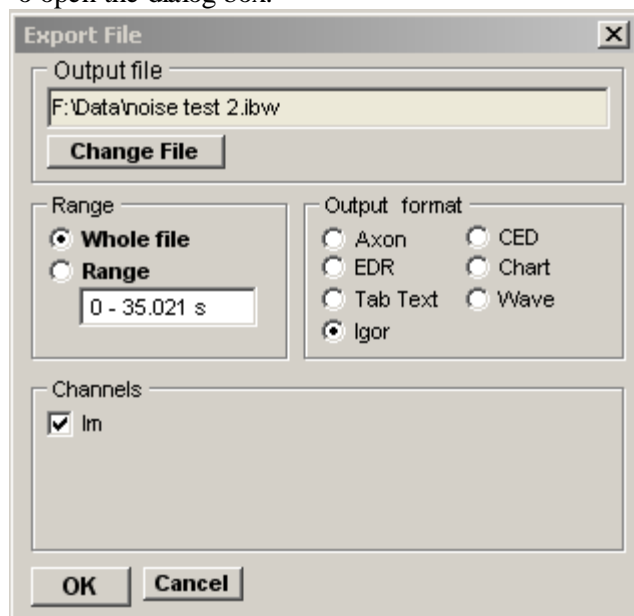 o open the dialog box.
Export File
Output file
F:\Data\noise test 2.ibw
Change File
Range
Whole file
Range
0 - 35.021 s
Output format
Axon CED
EDR Chart
Tab Text Wave
Igor
Channels
Im
OK Cancel